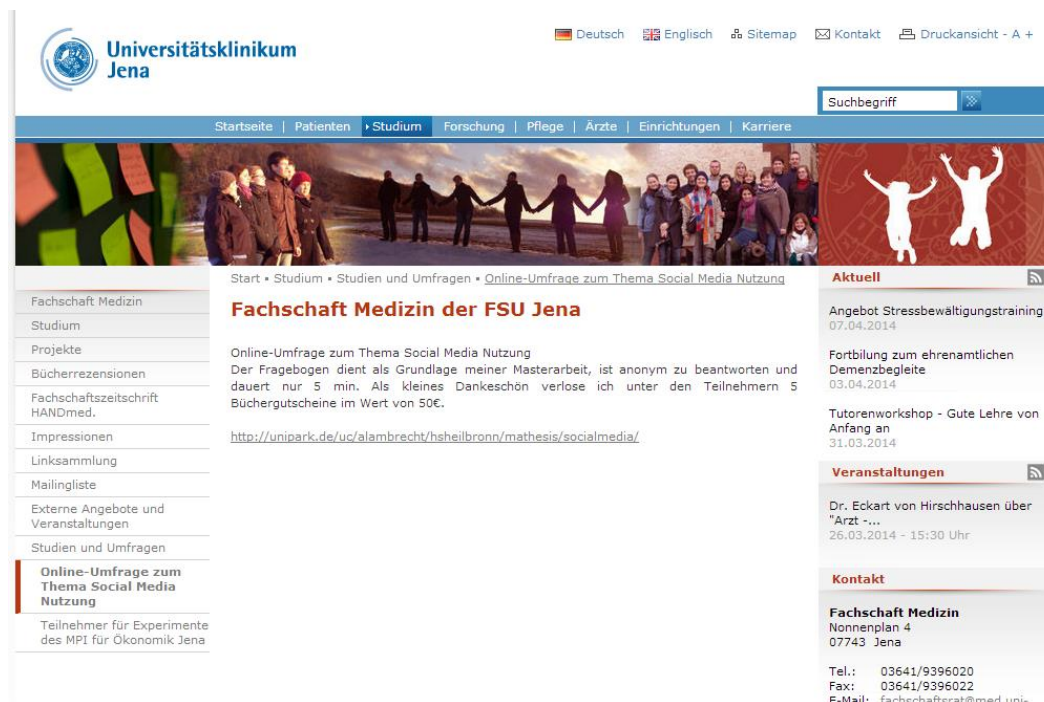 Universitätsklinikum
Jena
Deutsch Englisch Sitemap Kontakt Druckansicht - A +
Suchbegriff
Startseite | Patienten Studium Forschung | Pflege | Ärzte | Einrichtungen | Karriere
Start • Studium • Studien und Umfragen • Online-Umfrage zum Thema Social Media Nutzung
Fachschaft Medizin
Studium
Projekte
Bücherrezensionen
Fachschaftszeitschrift
HANDmed.
Impressionen
Linksammlung
Mailingliste
Externe Angebote und
Veranstaltungen
Studien und Umfragen
Online-Umfrage zum
Thema Social Media
Nutzung
Teilnehmer für Experimente
des MPI für Ökonomik Jena
Fachschaft Medizin der FSU Jena
Online-Umfrage zum Thema Social Media Nutzung
Der Fragebogen dient als Grundlage meiner Masterarbeit, ist anonym zu beantworten und
dauert nur 5 min. Als kleines Dankeschön verlose ich unter den Teilnehmern 5
Büchergutscheine im Wert von 50€.
http://unipark.de/uc/alambrecht/hsheilbronn/mathesis/socialmedia/
Aktuell
Angebot Stressbewältigungstraining
07.04.2014
Fortbilung zum ehrenamtlichen
Demenzbegleite
03.04.2014
Tutorenworkshop - Gute Lehre von
Anfang an
31.03.2014
Veranstaltungen
Dr. Eckart von Hirschhausen über
"Arzt -...
26.03.2014 - 15:30 Uhr
Kontakt
Fachschaft Medizin
Nonnenplan 4
07743 Jena
Tel.: 03641/9396020
Fax: 03641/9396022
E-Mail: fachschaftsrat@med.uni-